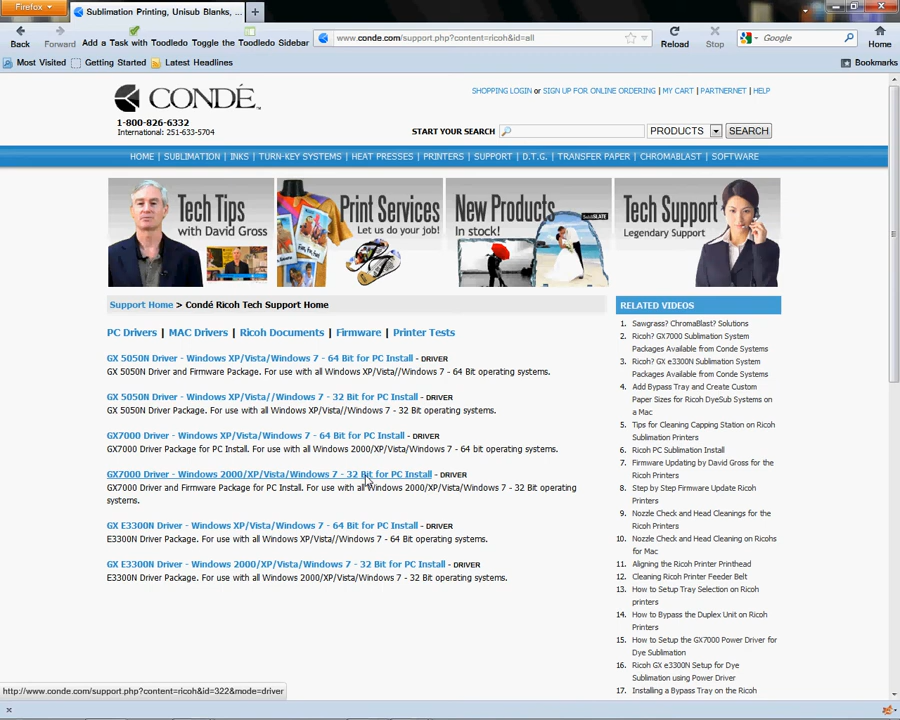 Firefox
Sublimation Printing, Unisub Blanks, ...
Back
Forward
Add a Task with Toodledo
Toggle the Toodledo Sidebar
www.conde.com/support.php?content=ricoh&id=all
Reload
Stop
Google
Home
Most Visited
Getting Started
Latest Headlines
Bookmarks
CONDÉ
1-800-826-6332
International: 251-633-5704
SHOPPING LOGIN or SIGN UP FOR ONLINE ORDERING | MY CART | PARTNERNET | HELP
START YOUR SEARCH
PRODUCTS
SEARCH
HOME | SUBLIMATION | INKS | TURN-KEY SYSTEMS | HEAT PRESSES | PRINTERS | SUPPORT | D.T.G. | TRANSFER PAPER | CHROMABLAST | SOFTWARE
Tech Tips
with David Gross
Print Services
Let us do your job!
New Products
In stock!
Tech Support
Legendary Support
Support Home > Condé Ricoh Tech Support Home
PC Drivers | MAC Drivers | Ricoh Documents | Firmware | Printer Tests
GX 5050N Driver - Windows XP/Vista/Windows 7 - 64 Bit for PC Install - DRIVER
GX 5050N Driver and Firmware Package. For use with all Windows XP/Vista//Windows 7 - 64 Bit operating systems.
GX 5050N Driver - Windows XP/Vista//Windows 7 - 32 Bit for PC Install - DRIVER
GX 5050N Driver Package. For use with all Windows XP/Vista//Windows 7 - 32 Bit operating systems.
GX7000 Driver - Windows XP/Vista/Windows 7 - 64 Bit for PC Install - DRIVER
GX7000 Driver Package for PC Install. For use with all Windows 2000/XP/Vista/Windows 7 - 64 bit operating systems.
GX7000 Driver - Windows 2000/XP/Vista/Windows 7 - 32 Bit for PC Install - DRIVER
GX7000 Driver and Firmware Package for PC Install. For use with all Windows 2000/XP/Vista/Windows 7 - 32 Bit operating
systems.
GX E3300N Driver - Windows XP/Vista/Windows 7 - 64 Bit for PC Install - DRIVER
E3300N Driver Package. For use with all Windows XP/Vista//Windows 7 - 64 Bit operating systems.
GX E3300N Driver - Windows 2000/XP/Vista/Windows 7 - 32 Bit for PC Install - DRIVER
E3300N Driver Package. For use with all Windows 2000/XP/Vista/Windows 7 - 32 Bit operating systems.
RELATED VIDEOS
1. Sawgrass? ChromaBlast? Solutions
2. Ricoh? GX7000 Sublimation System
Packages Available from Conde Systems
3. Ricoh? GX e3300N Sublimation System
Packages Available from Conde Systems
4. Add Bypass Tray and Create Custom
Paper Sizes for Ricoh DyeSub Systems on
a Mac
5. Tips for Cleaning Capping Station on Ricoh
Sublimation Printers
6. Ricoh PC Sublimation Install
7. Firmware Updating by David Gross for the
Ricoh Printers
8. Step by Step Firmware Update Ricoh
Printers
9. Nozzle Check and Head Cleanings for the
Ricoh Printers
10. Nozzle Check and Head Cleaning on Ricohs
for Mac
11. Aligning the Ricoh Printer Printhead
12. Cleaning Ricoh Printer Feeder Belt
13. How to Setup Tray Selection on Ricoh
printers
14. How to Bypass the Duplex Unit on Ricoh
Printers
15. How to Setup the GX7000 Power Driver for
Dye Sublimation
16. Ricoh GX e3300N Setup for Dye
Sublimation using Power Driver
17. Installing a Bypass Tray on the Ricoh
http://www.conde.com/support.php?content=ricoh&id=322&mode=driver